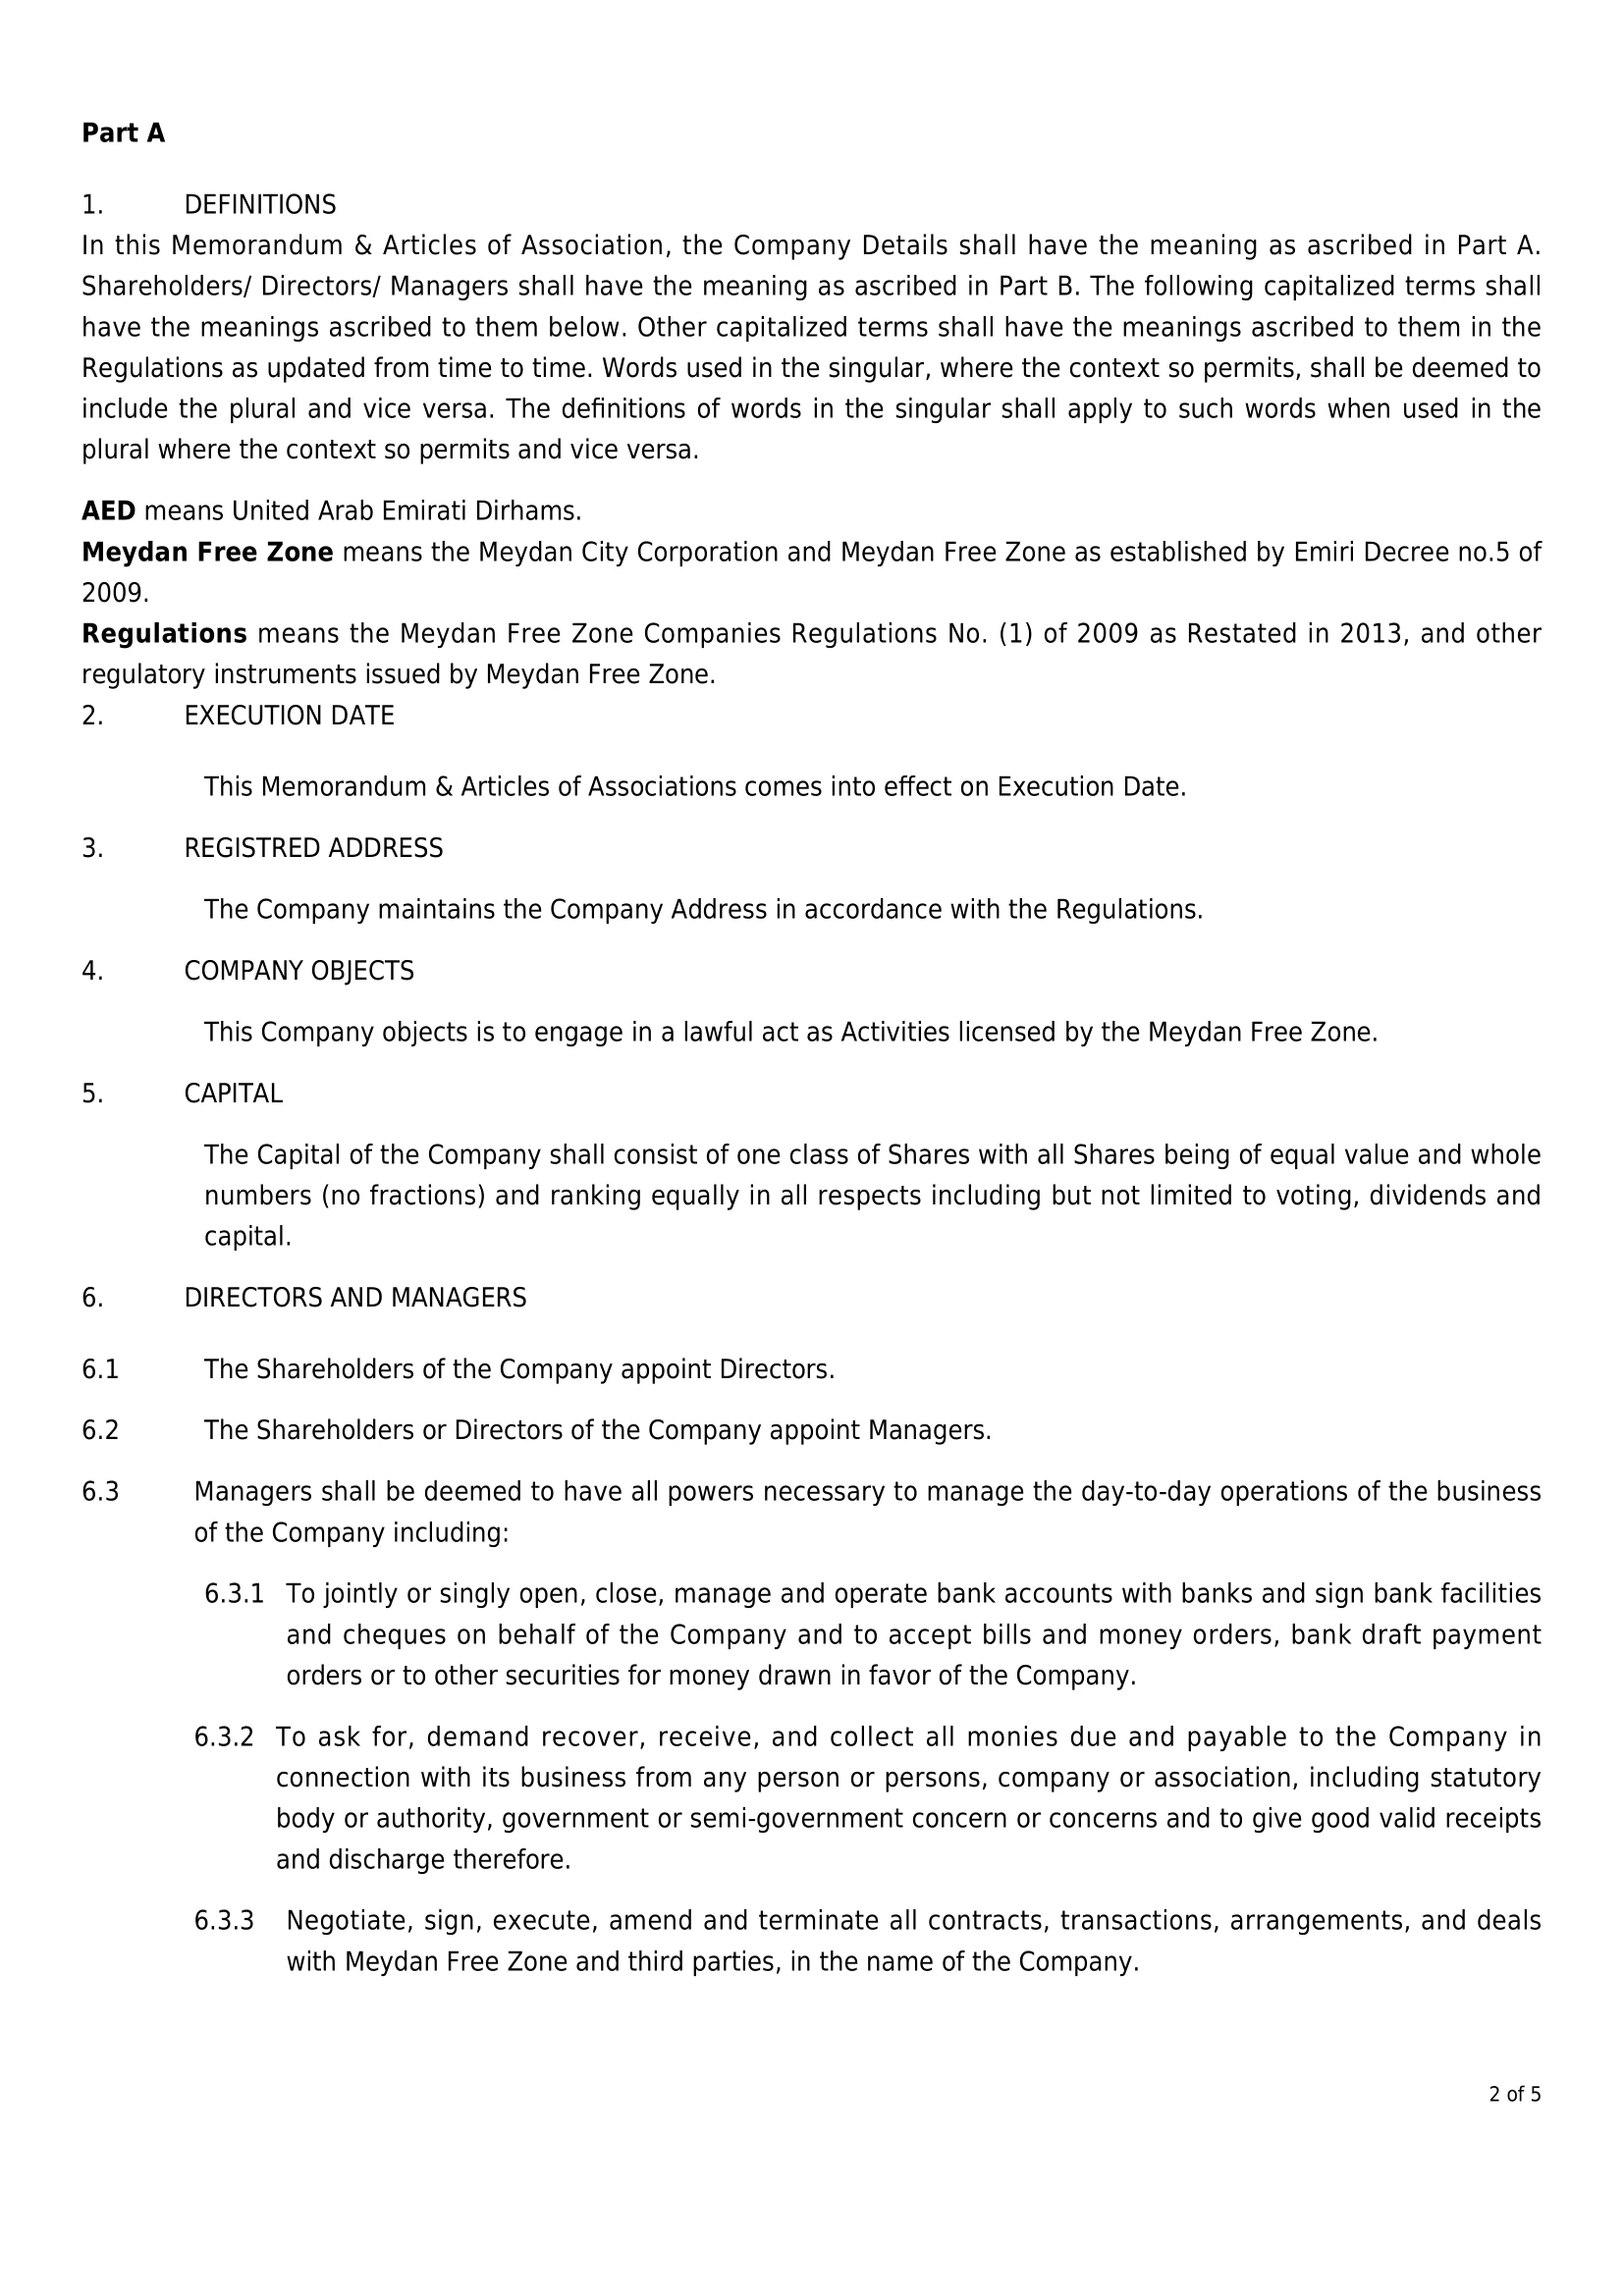 Part A
1. DEFINITIONS
In this Memorandum & Articles of Association, the Company Details shall have the meaning as ascribed in Part A.
Shareholders/ Directors/ Managers shall have the meaning as ascribed in Part B. The following capitalized terms shall
have the meanings ascribed to them below. Other capitalized terms shall have the meanings ascribed to them in the
Regulations as updated from time to time. Words used in the singular, where the context so permits, shall be deemed to
include the plural and vice versa. The definitions of words in the singular shall apply to such words when used in the
plural where the context so permits and vice versa.
AED means United Arab Emirati Dirhams.
Meydan Free Zone means the Meydan City Corporation and Meydan Free Zone as established by Emiri Decree no.5 of
2009.
Regulations means the Meydan Free Zone Companies Regulations No. (1) of 2009 as Restated in 2013, and other
regulatory instruments issued by Meydan Free Zone.
2. EXECUTION DATE
This Memorandum & Articles of Associations comes into effect on Execution Date.
3. REGISTRED ADDRESS
The Company maintains the Company Address in accordance with the Regulations.
4. COMPANY OBJECTS
This Company objects is to engage in a lawful act as Activities licensed by the Meydan Free Zone.
5. CAPITAL
The Capital of the Company shall consist of one class of Shares with all Shares being of equal value and whole
numbers (no fractions) and ranking equally in all respects including but not limited to voting, dividends and
capital.
6. DIRECTORS AND MANAGERS
6.1 The Shareholders of the Company appoint Directors.
6.2 The Shareholders or Directors of the Company appoint Managers.
6.3 Managers shall be deemed to have all powers necessary to manage the day-to-day operations of the business
of the Company including:
6.3.1 To jointly or singly open, close, manage and operate bank accounts with banks and sign bank facilities
and cheques on behalf of the Company and to accept bills and money orders, bank draft payment
orders or to other securities for money drawn in favor of the Company.
6.3.2 To ask for, demand recover, receive, and collect all monies due and payable to the Company in
connection with its business from any person or persons, company or association, including statutory
body or authority, government or semi-government concern or concerns and to give good valid receipts
and discharge therefore.
6.3.3 Negotiate, sign, execute, amend and terminate all contracts, transactions, arrangements, and deals
with Meydan Free Zone and third parties, in the name of the Company.
2 of 5